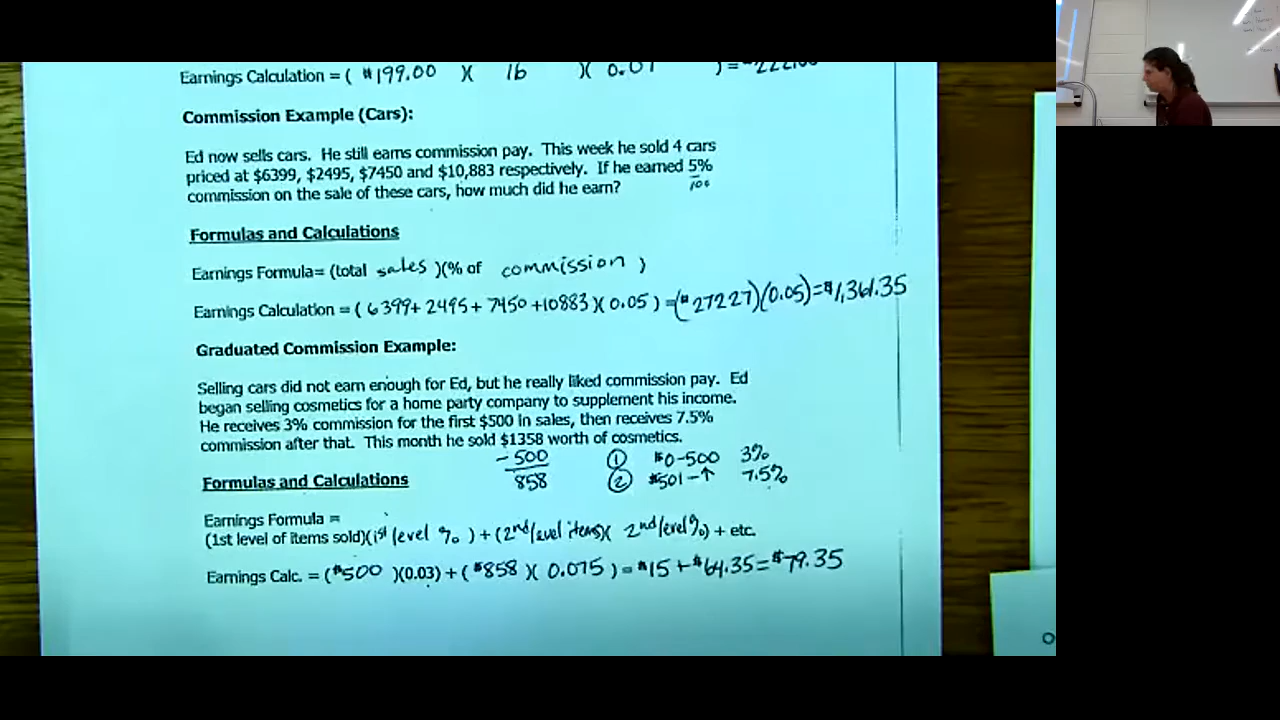 Earnings Calculation = ( $199.00 )( 16 )( 0.07 ) =
Commission Example (Cars):
Ed now sells cars. He still earns commission pay. This week he sold 4 cars
priced at $6399, $2495, $7450 and $10,883 respectively. If he earned 5%
commission on the sale of these cars, how much did he earn?
100
Formulas and Calculations
Earnings Formula= (total sales )(% of commission )
Earnings Calculation = ( 6399+ 2495+ 7450 +10883 )( 0.05 ) =($27227)(0.05)=$1,361.35
Graduated Commission Example:
Selling cars did not earn enough for Ed, but he really liked commission pay. Ed
began selling cosmetics for a home party company to supplement his income.
He receives 3% commission for the first $500 in sales, then receives 7.5%
commission after that. This month he sold $1358 worth of cosmetics.
- 500 ① $0-500 3%
858 ② $501-↑ 7.5%
Formulas and Calculations
Earnings Formula =
(1st level of items sold)(1st level % ) + (2nd level items)( 2nd level %) + etc.
Earnings Calc. = ( $500 )(0.03) + ( $858 )( 0.075 ) = $15 + $64.35 = $79.35